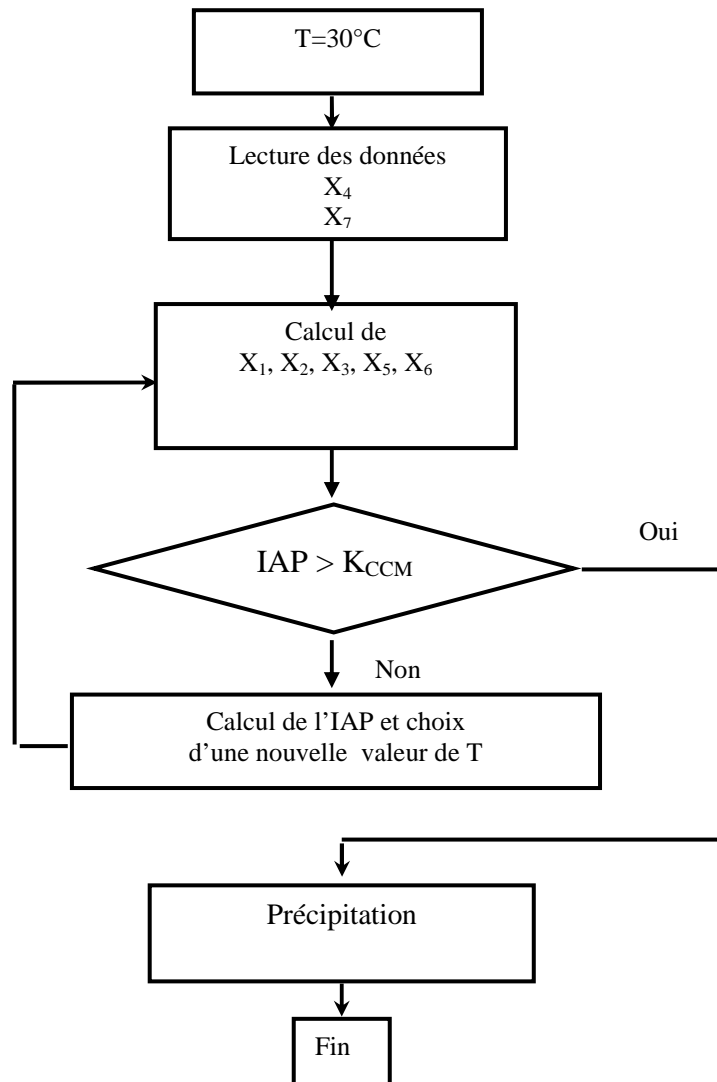 T=30°C
Lecture des données
X₄
X₇
Calcul de
X₁, X₂, X₃, X₅, X₆
IAP > K_CCM
Oui
Non
Calcul de l’IAP et choix
d’une nouvelle valeur de T
Précipitation
Fin